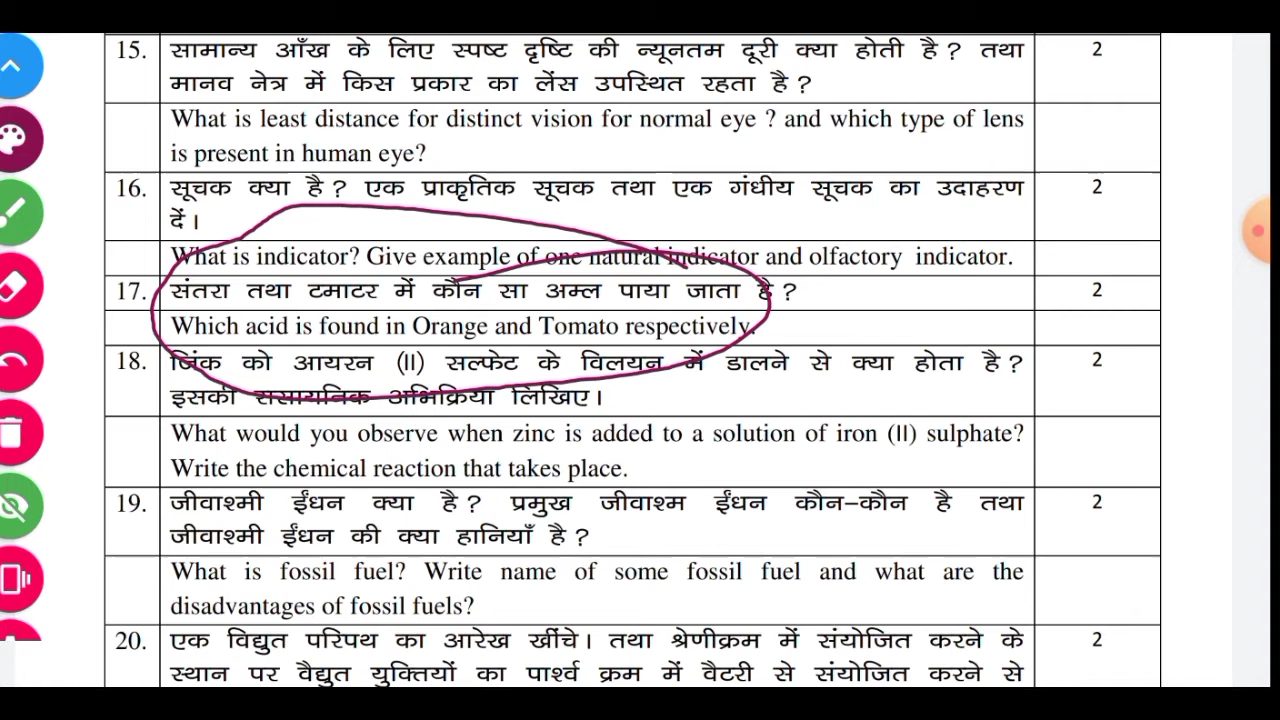 15. सामान्य आँख के लिए स्पष्ट दृष्टि की न्यूनतम दूरी क्या होती है ? तथा 2
मानव नेत्र में किस प्रकार का लेंस उपस्थित रहता है ?
What is least distance for distinct vision for normal eye ? and which type of lens
is present in human eye?
16. सूचक क्या है ? एक प्राकृतिक सूचक तथा एक गंधीय सूचक का उदाहरण 2
दें ।
What is indicator? Give example of one natural indicator and olfactory indicator.
17. संतरा तथा टमाटर में कौन सा अम्ल पाया जाता है ? 2
Which acid is found in Orange and Tomato respectively.
18. जिंक को आयरन (II) सल्फेट के विलयन में डालने से क्या होता है ? 2
इसकी रासायनिक अभिक्रिया लिखिए ।
What would you observe when zinc is added to a solution of iron (II) sulphate?
Write the chemical reaction that takes place.
19. जीवाश्मी ईंधन क्या है ? प्रमुख जीवाश्म ईंधन कौन–कौन है तथा 2
जीवाश्मी ईंधन की क्या हानियाँ है ?
What is fossil fuel? Write name of some fossil fuel and what are the
disadvantages of fossil fuels?
20. एक विद्युत परिपथ का आरेख खींचे । तथा श्रेणीक्रम में संयोजित करने के 2
स्थान पर वैद्युत युक्तियों का पार्श्व क्रम में वैटरी से संयोजित करने से